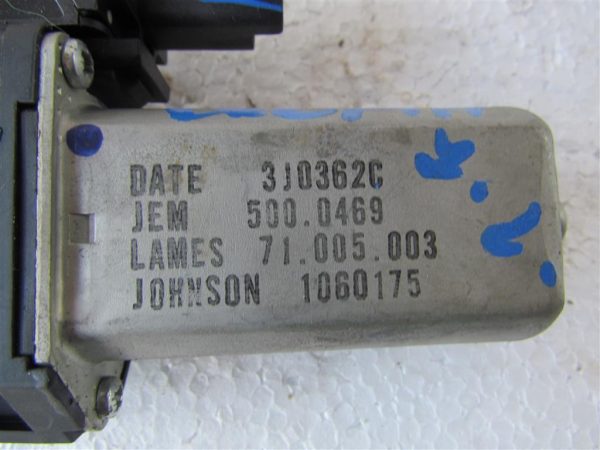 DATE 3J0362C
JEM 500.0469
LAMES 71.005.003
JOHNSON 1060175